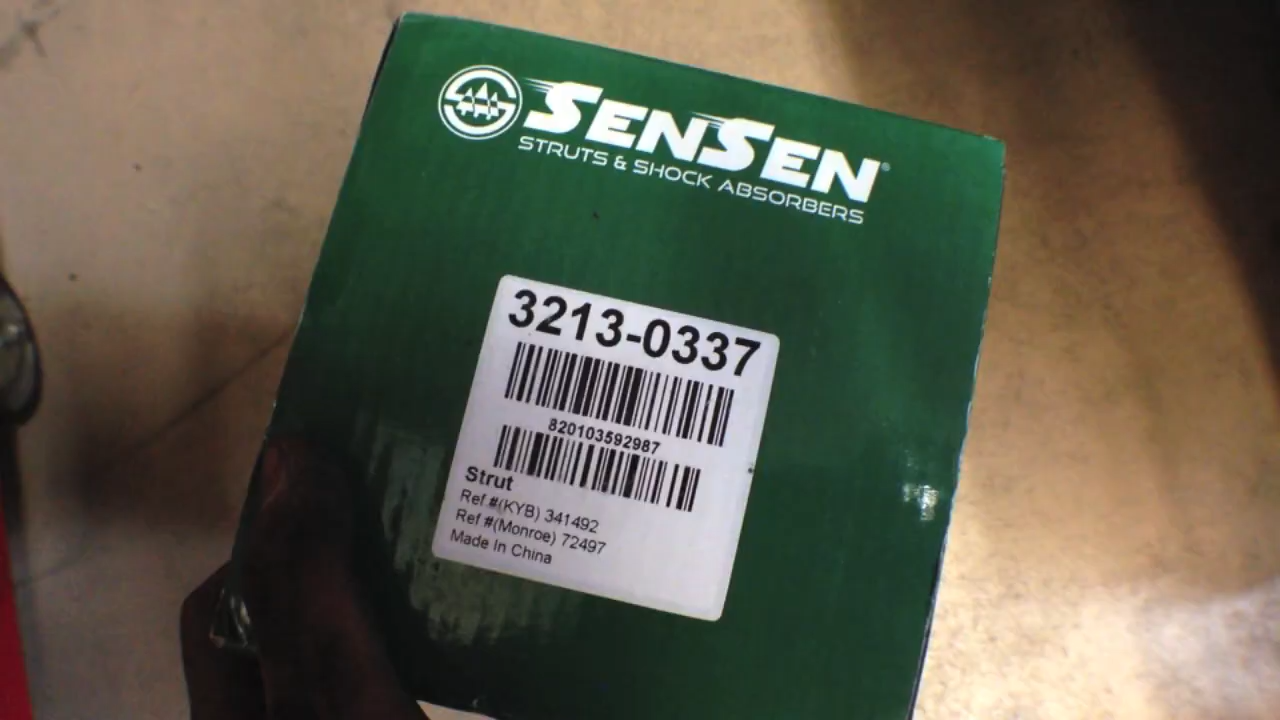 SENSEN®
STRUTS & SHOCK ABSORBERS
3213-0337
820103592987
Strut
Ref #(KYB) 341492
Ref #(Monroe) 72497
Made In China